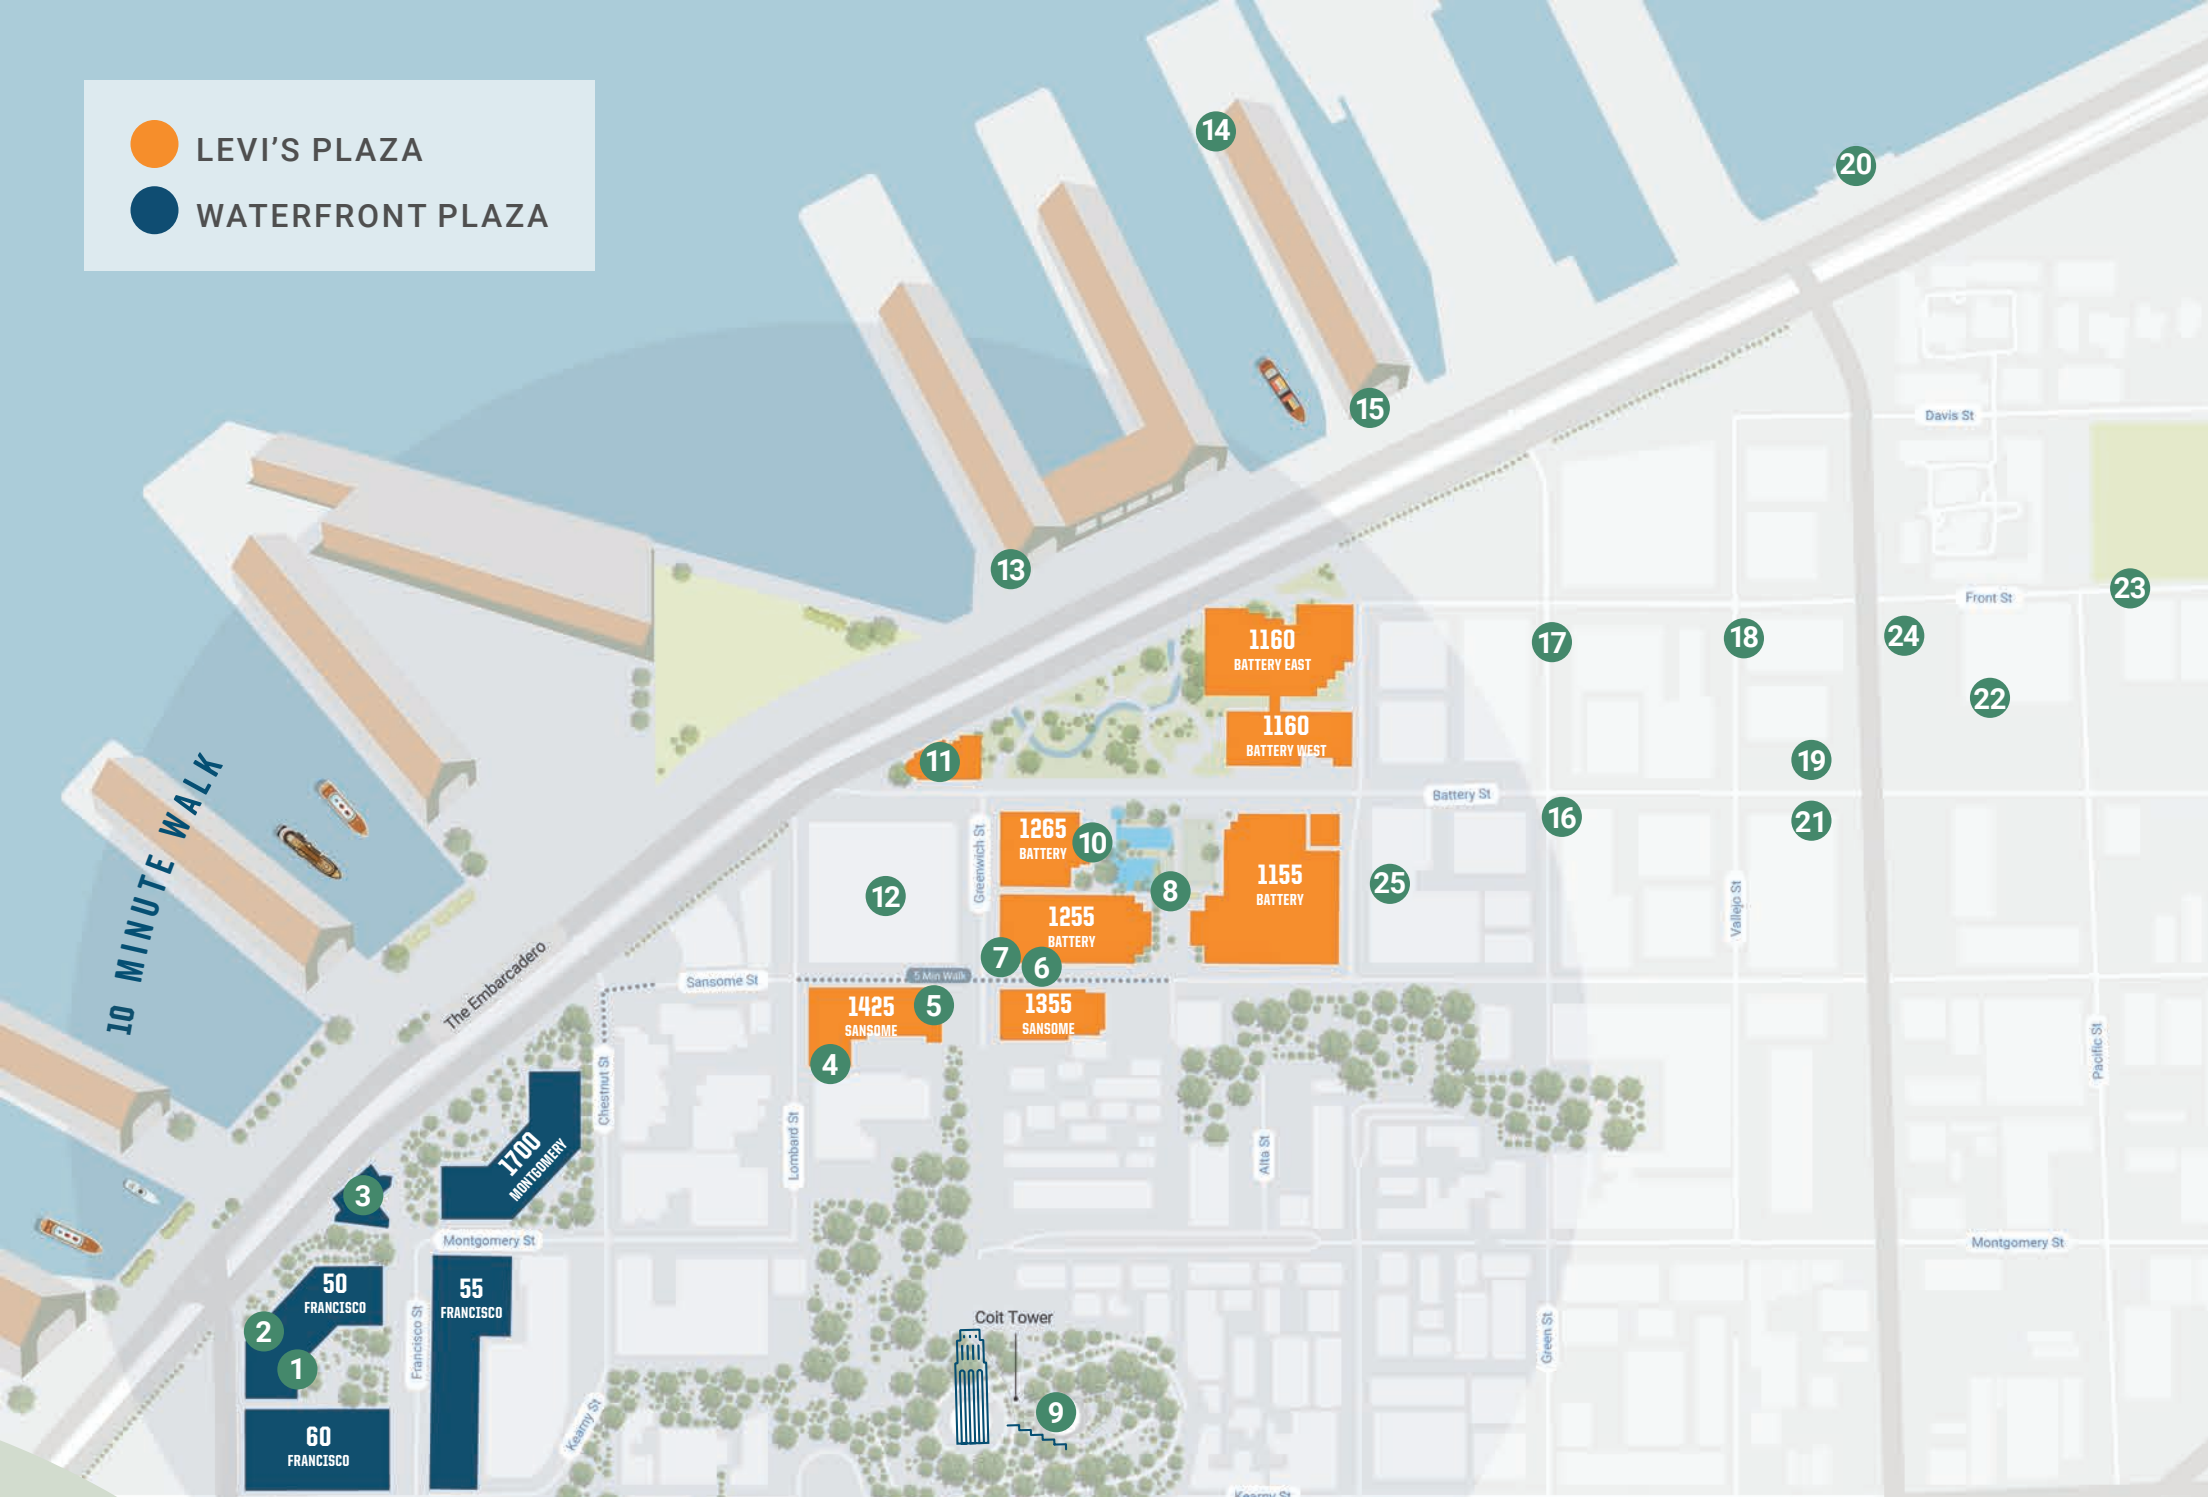 LEVI'S PLAZA
WATERFRONT PLAZA
14
20
15
Davis St
13
23
Front St
1160
BATTERY EAST
17
18
24
22
1160
BATTERY WEST
11
19
10 MINUTE WALK
Battery St
16
21
1265
BATTERY
10
Greenwich St
1155
BATTERY
25
12
8
1255
BATTERY
Vallejo St
7
6
The Embarcadero
5 Min Walk
Sansome St
1425
SANSOME
5
1355
SANSOME
4
Chestnut St
Pacific St
Lombard St
Alta St
1700
MONTGOMERY
3
Montgomery St
Montgomery St
50
FRANCISCO
55
FRANCISCO
2
1
Francisco St
Coit Tower
Green St
9
Kearny St
60
FRANCISCO
Kearny St